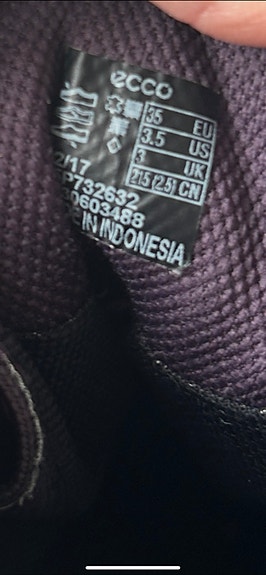 ecco
35 EU
3.5 US
3 UK
215 (2.5) CN
2/17
P732632
0603488
IN INDONESIA